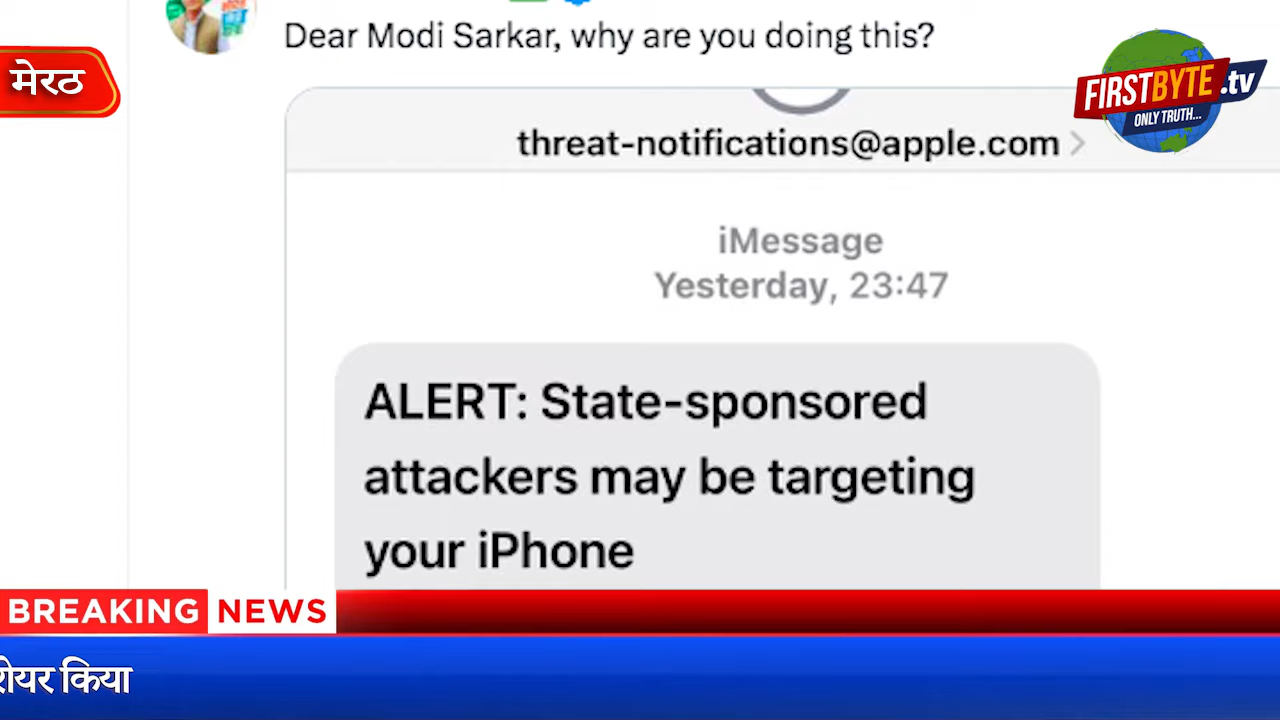 Dear Modi Sarkar, why are you doing this?
मेरठ
FIRSTBYTE.tv
ONLY TRUTH...
threat-notifications@apple.com
iMessage
Yesterday, 23:47
ALERT: State-sponsored
attackers may be targeting
your iPhone
BREAKING NEWS
किया